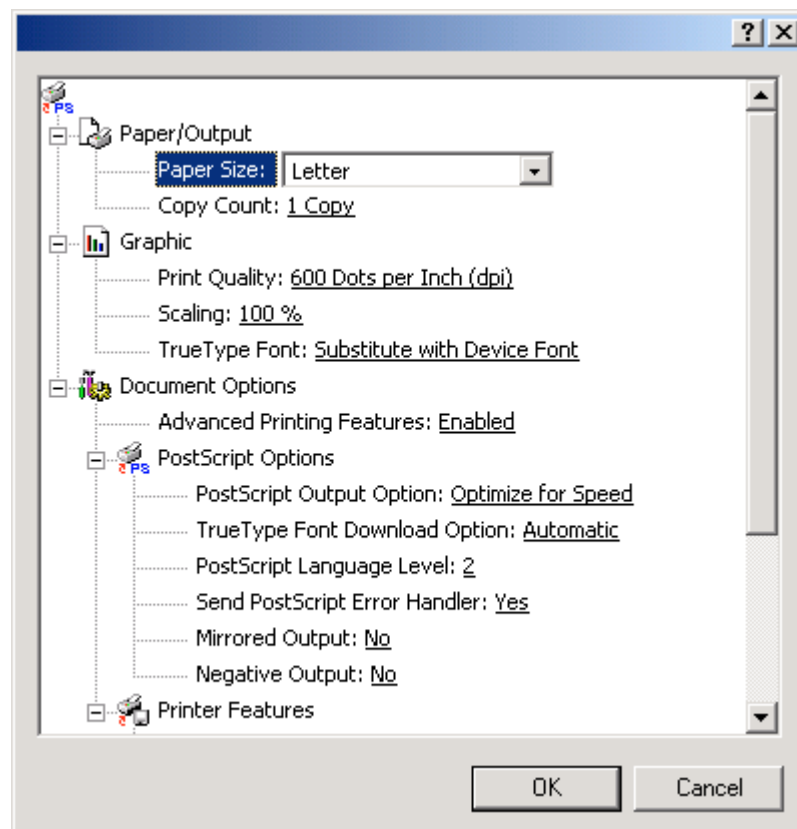 PS
Paper/Output
Paper Size: Letter
Copy Count: 1 Copy
Graphic
Print Quality: 600 Dots per Inch (dpi)
Scaling: 100 %
TrueType Font: Substitute with Device Font
Document Options
Advanced Printing Features: Enabled
PS PostScript Options
PostScript Output Option: Optimize for Speed
TrueType Font Download Option: Automatic
PostScript Language Level: 2
Send PostScript Error Handler: Yes
Mirrored Output: No
Negative Output: No
Printer Features
OK Cancel